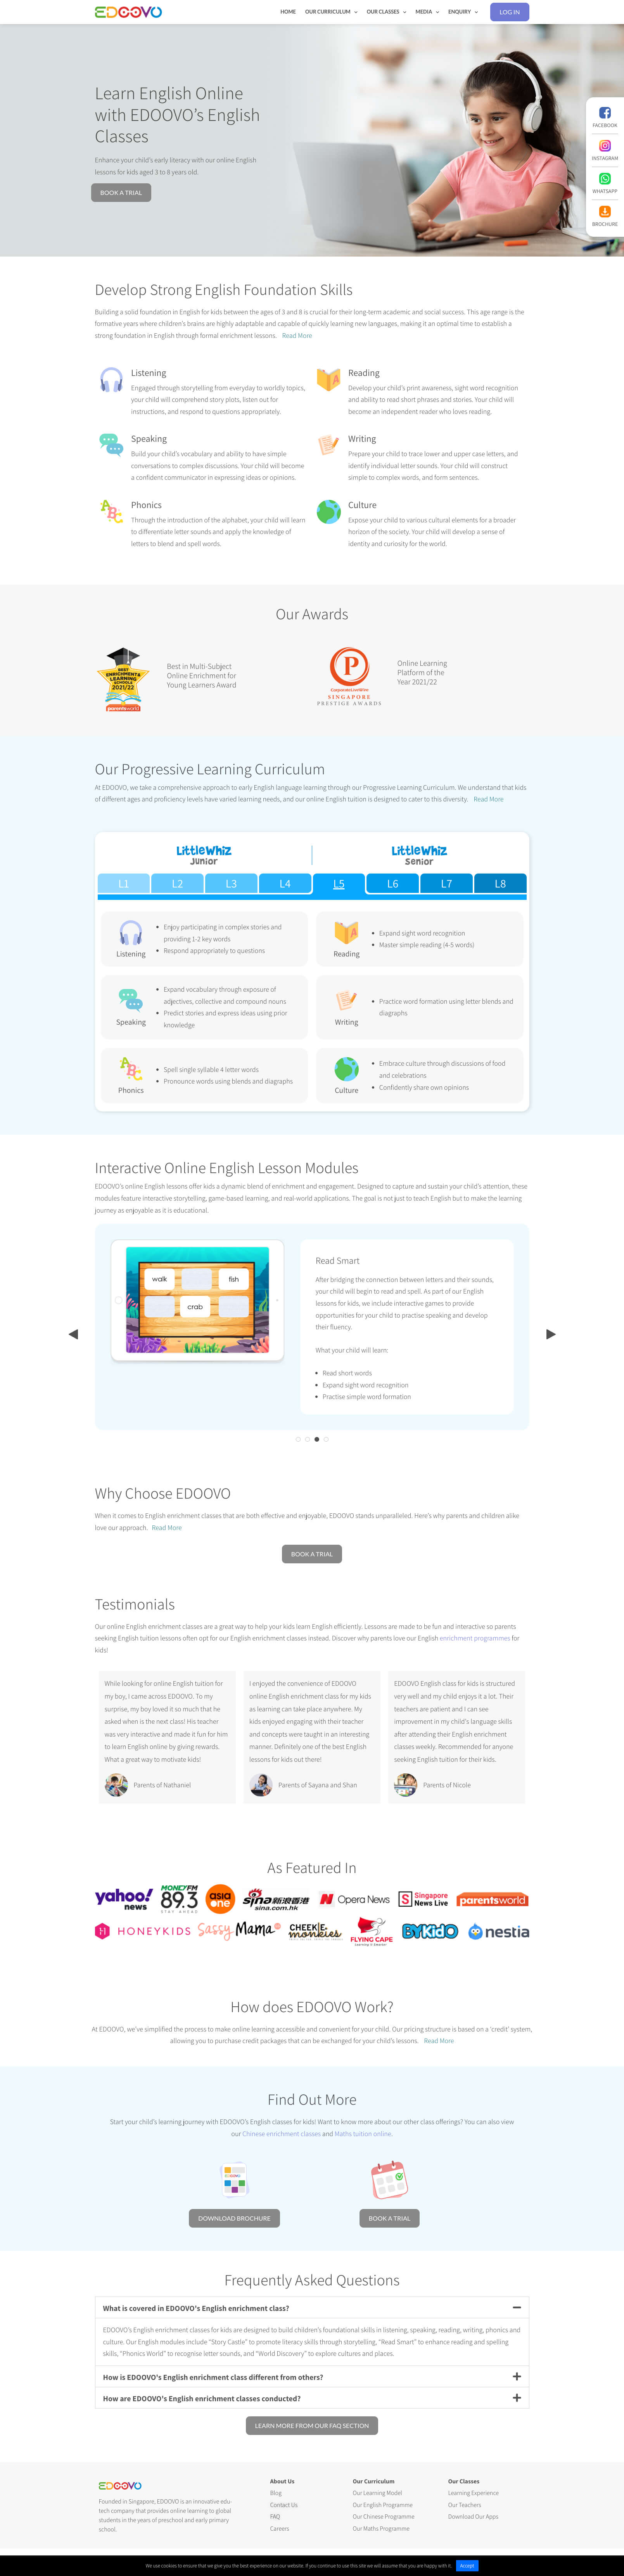 EDOOVO
HOME OUR CURRICULUM OUR CLASSES MEDIA ENQUIRY LOG IN
Learn English Online
with EDOOVO’s English
Classes
Enhance your child’s early literacy with our online English
lessons for kids aged 3 to 8 years old.
BOOK A TRIAL
FACEBOOK
INSTAGRAM
WHATSAPP
BROCHURE
Develop Strong English Foundation Skills
Building a solid foundation in English for kids between the ages of 3 and 8 is crucial for their long-term academic and social success. This age range is the
formative years where children’s brains are highly adaptable and capable of quickly learning new languages, making it an optimal time to establish a
strong foundation in English through formal enrichment lessons. Read More
Listening
Engaged through storytelling from everyday to worldly topics,
your child will comprehend story plots, listen out for
instructions, and respond to questions appropriately.
Reading
Develop your child’s print awareness, sight word recognition
and ability to read short phrases and stories. Your child will
become an independent reader who loves reading.
Speaking
Build your child’s vocabulary and ability to have simple
conversations to complex discussions. Your child will become
a confident communicator in expressing ideas or opinions.
Writing
Prepare your child to trace lower and upper case letters, and
identify individual letter sounds. Your child will construct
simple to complex words, and form sentences.
Phonics
Through the introduction of the alphabet, your child will learn
to differentiate letter sounds and apply the knowledge of
letters to blend and spell words.
Culture
Expose your child to various cultural elements for a broader
horizon of the society. Your child will develop a sense of
identity and curiosity for the world.
Our Awards
BEST
ENRICHMENT &
LEARNING
SCHOOLS
2021/22
parentsworld
Best in Multi-Subject
Online Enrichment for
Young Learners Award
P
CorporateLiveWire
SINGAPORE
PRESTIGE AWARDS
Online Learning
Platform of the
Year 2021/22
Our Progressive Learning Curriculum
At EDOOVO, we take a comprehensive approach to early English language learning through our Progressive Learning Curriculum. We understand that kids
of different ages and proficiency levels have varied learning needs, and our online English tuition is designed to cater to this diversity. Read More
LittleWhiz
Junior
LittleWhiz
Senior
L1 L2 L3 L4 L5 L6 L7 L8
Listening
• Enjoy participating in complex stories and
providing 1-2 key words
• Respond appropriately to questions
Reading
• Expand sight word recognition
• Master simple reading (4-5 words)
Speaking
• Expand vocabulary through exposure of
adjectives, collective and compound nouns
• Predict stories and express ideas using prior
knowledge
Writing
• Practice word formation using letter blends and
diagraphs
Phonics
• Spell single syllable 4 letter words
• Pronounce words using blends and diagraphs
Culture
• Embrace culture through discussions of food
and celebrations
• Confidently share own opinions
Interactive Online English Lesson Modules
EDOOVO’s online English lessons offer kids a dynamic blend of enrichment and engagement. Designed to capture and sustain your child’s attention, these
modules feature interactive storytelling, game-based learning, and real-world applications. The goal is not just to teach English but to make the learning
journey as enjoyable as it is educational.
walk
fish
crab
Read Smart
After bridging the connection between letters and their sounds,
your child will begin to read and spell. As part of our English
lessons for kids, we include interactive games to provide
opportunities for your child to practise speaking and develop
their fluency.
What your child will learn:
• Read short words
• Expand sight word recognition
• Practise simple word formation
Why Choose EDOOVO
When it comes to English enrichment classes that are both effective and enjoyable, EDOOVO stands unparalleled. Here’s why parents and children alike
love our approach. Read More
BOOK A TRIAL
Testimonials
Our online English enrichment classes are a great way to help your kids learn English efficiently. Lessons are made to be fun and interactive so parents
seeking English tuition lessons often opt for our English enrichment classes instead. Discover why parents love our English enrichment programmes for
kids!
While looking for online English tuition for
my boy, I came across EDOOVO. To my
surprise, my boy loved it so much that he
asked when is the next class! His teacher
was very interactive and made it fun for him
to learn English online by giving rewards.
What a great way to motivate kids!
Parents of Nathaniel
I enjoyed the convenience of EDOOVO
online English enrichment class for my kids
as learning can take place anywhere. My
kids enjoyed engaging with their teacher
and concepts were taught in an interesting
manner. Definitely one of the best English
lessons for kids out there!
Parents of Sayana and Shan
EDOOVO English class for kids is structured
very well and my child enjoys it a lot. Their
teachers are patient and I can see
improvement in my child’s language skills
after attending their English enrichment
classes weekly. Recommended for anyone
seeking English tuition for their kids.
Parents of Nicole
As Featured In
yahoo!
news
MONEYFM
89.3
STAY AHEAD
asia
one
sina新浪香港
sina.com.hk
Opera News
Singapore
News Live
parentsworld
HONEYKIDS
Sassy Mama
CHEEKIE
monkies
FLYING CAPE
BYKidO
nestia
How does EDOOVO Work?
At EDOOVO, we’ve simplified the process to make online learning accessible and convenient for your child. Our pricing structure is based on a ‘credit’ system,
allowing you to purchase credit packages that can be exchanged for your child’s lessons. Read More
Find Out More
Start your child’s learning journey with EDOOVO’s English classes for kids! Want to know more about our other class offerings? You can also view
our Chinese enrichment classes and Maths tuition online.
DOWNLOAD BROCHURE
BOOK A TRIAL
Frequently Asked Questions
What is covered in EDOOVO's English enrichment class?
EDOOVO’s English enrichment classes for kids are designed to build children’s foundational skills in listening, speaking, reading, writing, phonics and
culture. Our English modules include “Story Castle” to promote literacy skills through storytelling, “Read Smart” to enhance reading and spelling
skills, “Phonics World” to recognise letter sounds, and “World Discovery” to explore cultures and places.
How is EDOOVO's English enrichment class different from others?
How are EDOOVO's English enrichment classes conducted?
LEARN MORE FROM OUR FAQ SECTION
EDOOVO
Founded in Singapore, EDOOVO is an innovative edu-
tech company that provides online learning to global
students in the years of preschool and early primary
school.
About Us
Blog
Contact Us
FAQ
Careers
Our Curriculum
Our Learning Model
Our English Programme
Our Chinese Programme
Our Maths Programme
Our Classes
Learning Experience
Our Teachers
Download Our Apps
We use cookies to ensure that we give you the best experience on our website. If you continue to use this site we will assume that you are happy with it. Accept